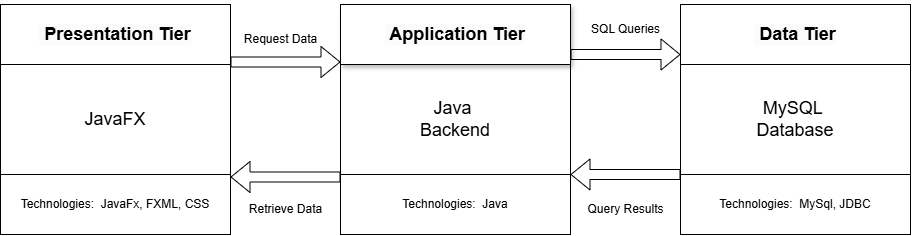 Presentation Tier
Request Data
Application Tier
SQL Queries
Data Tier
JavaFX
Java
Backend
MySQL
Database
Technologies:  JavaFx, FXML, CSS
Retrieve Data
Technologies:  Java
Query Results
Technologies:  MySql, JDBC